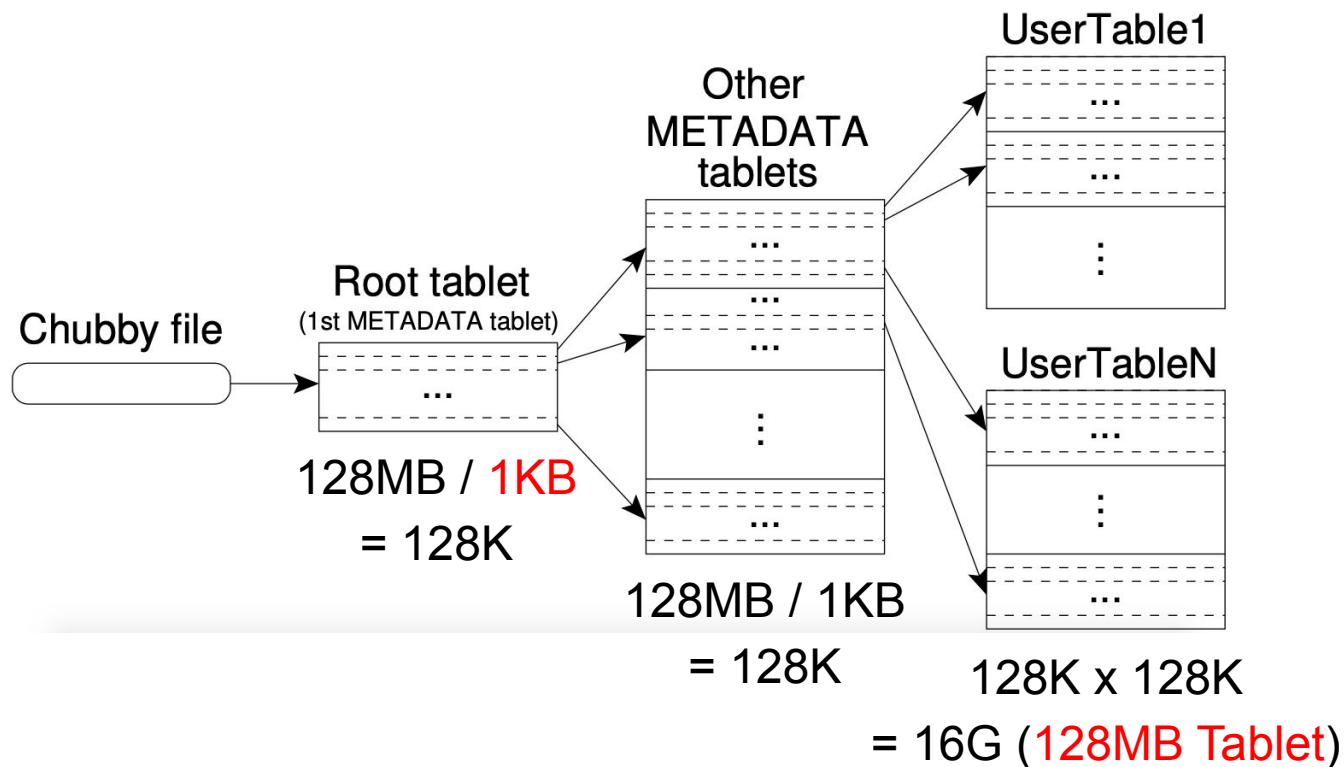 Chubby file
Root tablet
(1st METADATA tablet)
...
128MB / 1KB
= 128K
Other
METADATA
tablets
...
...
...
⋮
...
128MB / 1KB
= 128K
UserTable1
...
...
⋮
UserTableN
...
⋮
...
128K x 128K
= 16G (128MB Tablet)